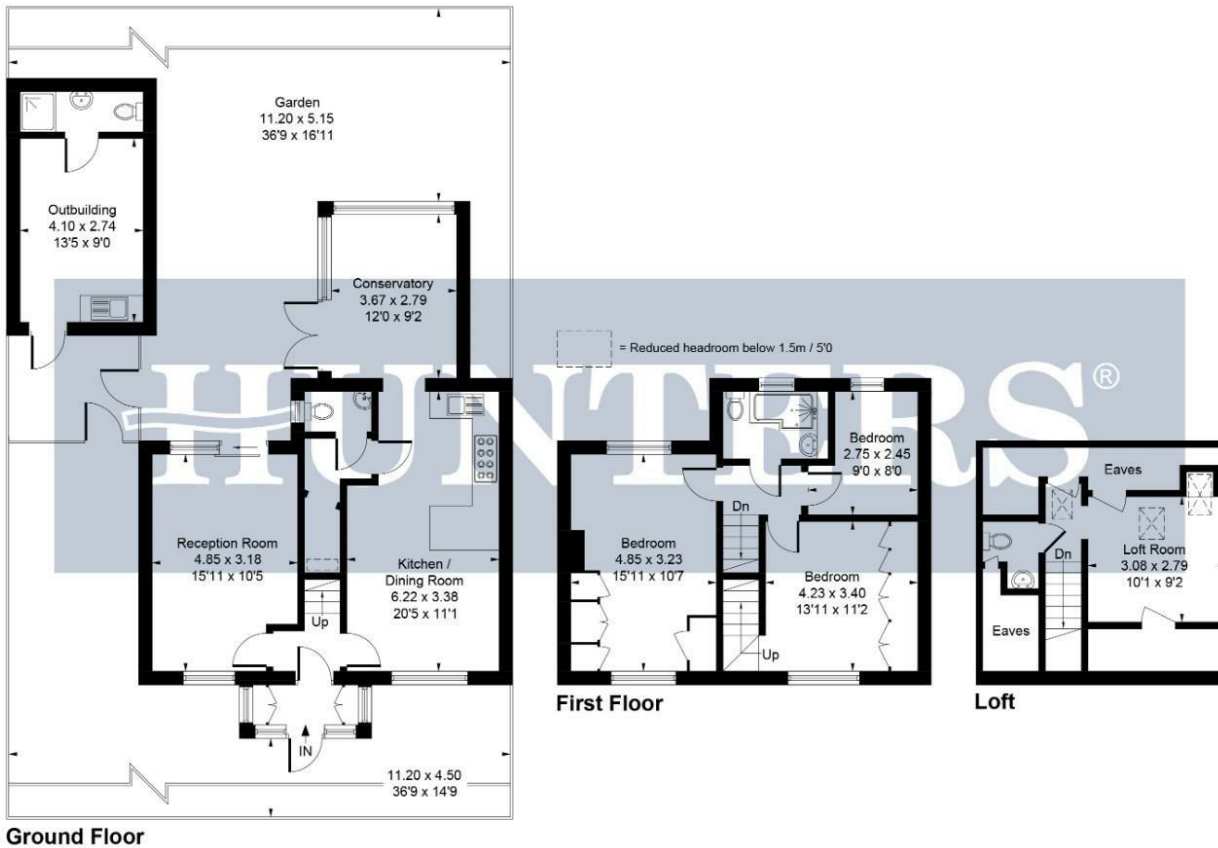 Garden
11.20 x 5.15
36'9 x 16'11
Outbuilding
4.10 x 2.74
13'5 x 9'0
Conservatory
3.67 x 2.79
12'0 x 9'2
HUNTERS®
Reception Room
4.85 x 3.18
15'11 x 10'5
Kitchen /
Dining Room
6.22 x 3.38
20'5 x 11'1
Up
IN
11.20 x 4.50
36'9 x 14'9
Ground Floor
= Reduced headroom below 1.5m / 5'0
Bedroom
2.75 x 2.45
9'0 x 8'0
Dn
Bedroom
4.85 x 3.23
15'11 x 10'7
Bedroom
4.23 x 3.40
13'11 x 11'2
Up
First Floor
Eaves
Dn
Loft Room
3.08 x 2.79
10'1 x 9'2
Eaves
Loft